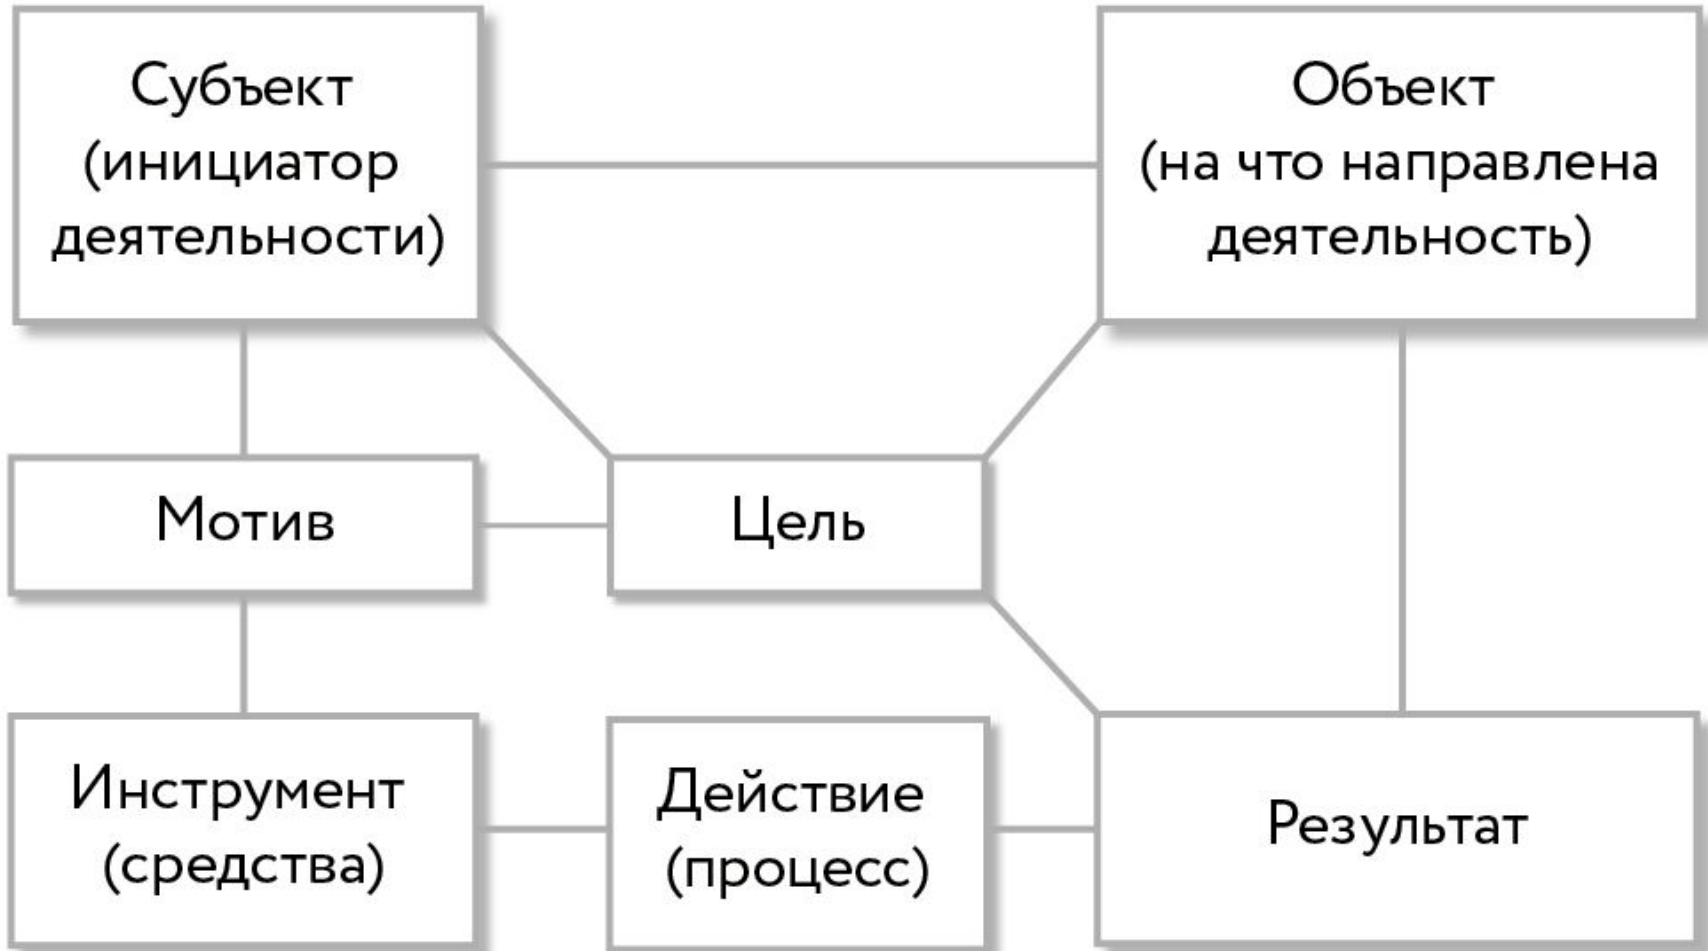 Субъект
(инициатор
деятельности)
Объект
(на что направлена
деятельность)
Мотив
Цель
Инструмент
(средства)
Действие
(процесс)
Результат